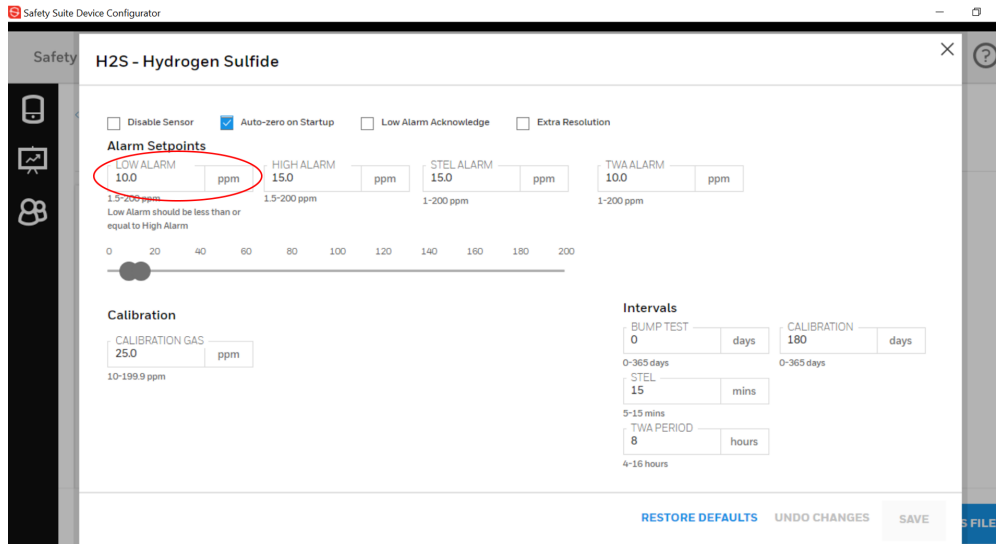 Safety Suite Device Configurator
Safety
H2S - Hydrogen Sulfide
Disable Sensor Auto-zero on Startup Low Alarm Acknowledge Extra Resolution
Alarm Setpoints
LOW ALARM HIGH ALARM STEL ALARM TWA ALARM
10.0 ppm 15.0 ppm 15.0 ppm 10.0 ppm
1.5-200 ppm 1.5-200 ppm 1-200 ppm 1-200 ppm
Low Alarm should be less than or
equal to High Alarm
0 20 40 60 80 100 120 140 160 180 200
Calibration
CALIBRATION GAS
25.0 ppm
10-199.9 ppm
Intervals
BUMP TEST CALIBRATION
0 days 180 days
0-365 days 0-365 days
STEL
15 mins
5-15 mins
TWA PERIOD
8 hours
4-16 hours
RESTORE DEFAULTS UNDO CHANGES SAVE
S FILE